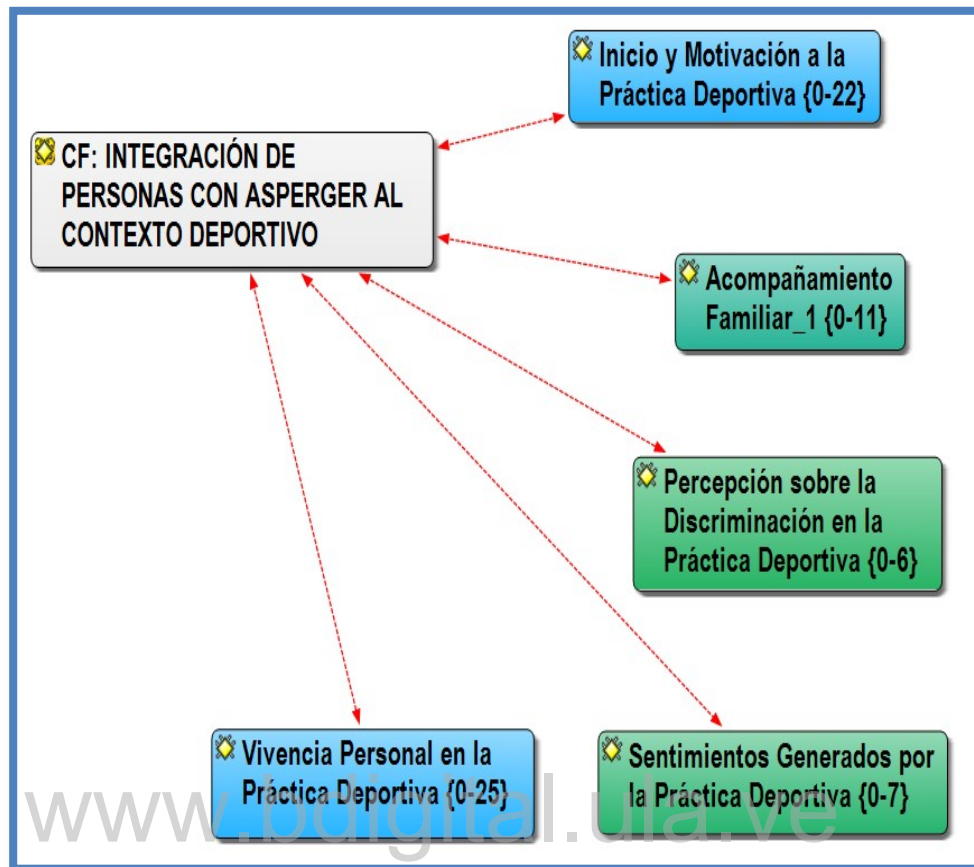 Inicio y Motivación a la
Práctica Deportiva {0-22}
CF: INTEGRACIÓN DE
PERSONAS CON ASPERGER AL
CONTEXTO DEPORTIVO
Acompañamiento
Familiar_1 {0-11}
Percepción sobre la
Discriminación en la
Práctica Deportiva {0-6}
Vivencia Personal en la
Práctica Deportiva {0-25}
Sentimientos Generados por
la Práctica Deportiva {0-7}
www.bdigital.ula.ve